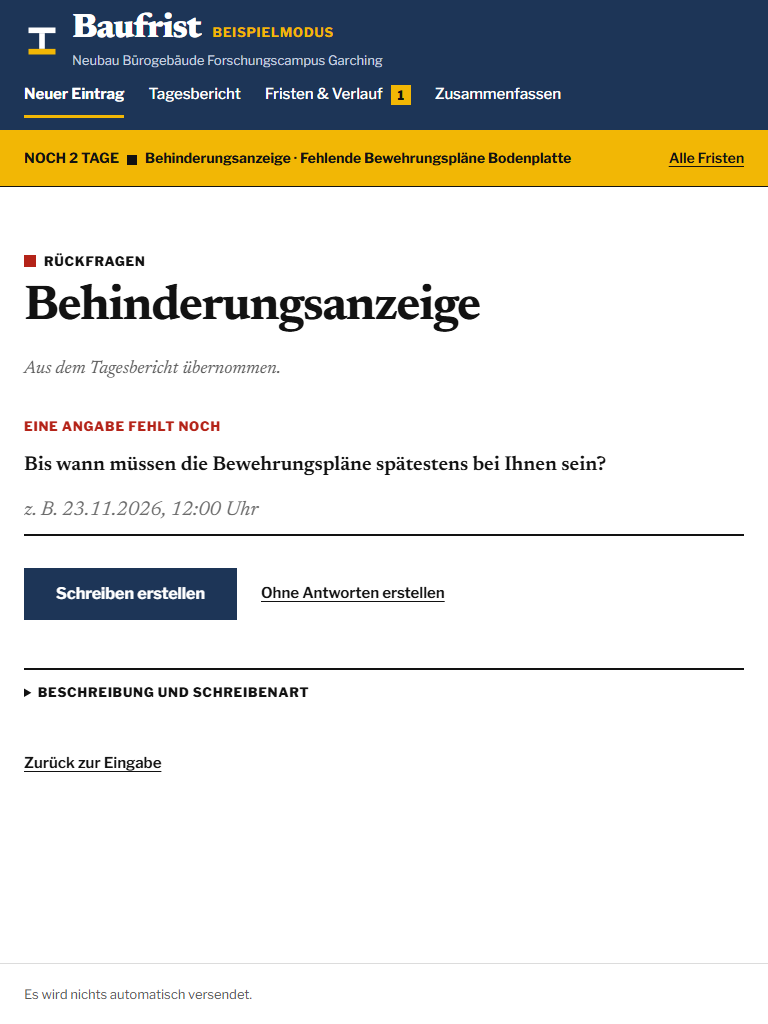 Baufrist BEISPIELMODUS
Neubau Bürogebäude Forschungscampus Garching
Neuer Eintrag Tagesbericht Fristen & Verlauf 1 Zusammenfassen
NOCH 2 TAGE ■ Behinderungsanzeige · Fehlende Bewehrungspläne Bodenplatte Alle Fristen
RÜCKFRAGEN
Behinderungsanzeige
Aus dem Tagesbericht übernommen.
EINE ANGABE FEHLT NOCH
Bis wann müssen die Bewehrungspläne spätestens bei Ihnen sein?
z. B. 23.11.2026, 12:00 Uhr
Schreiben erstellen Ohne Antworten erstellen
BESCHREIBUNG UND SCHREIBENART
Zurück zur Eingabe
Es wird nichts automatisch versendet.